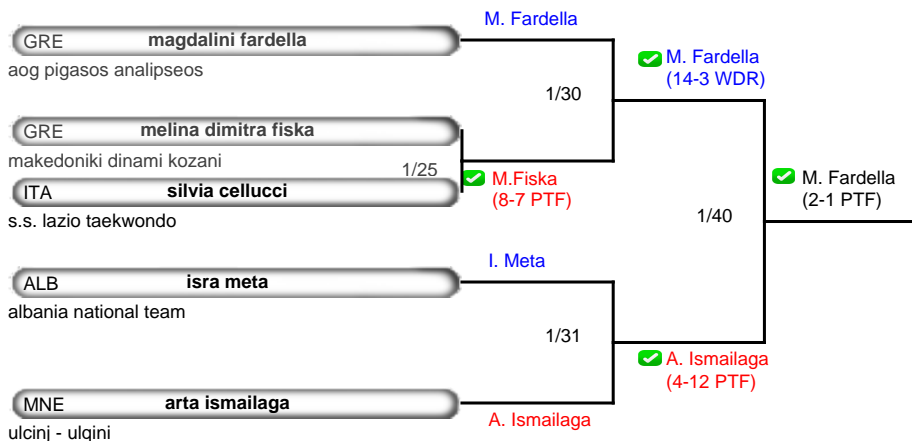 M. Fardella
GRE magdalini fardella
aog pigasos analipseos
M. Fardella
(14-3 WDR)
1/30
GRE melina dimitra fiska
makedoniki dinami kozani
1/25
M.Fiska
(8-7 PTF)
ITA silvia cellucci
s.s. lazio taekwondo
M. Fardella
(2-1 PTF)
1/40
I. Meta
ALB isra meta
albania national team
1/31
A. Ismailaga
(4-12 PTF)
MNE arta ismailaga
A. Ismailaga
ulcinj - ulqini